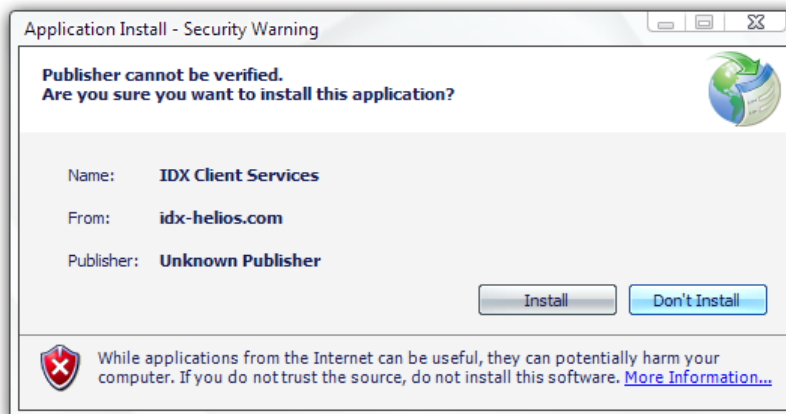 Application Install - Security Warning
Publisher cannot be verified.
Are you sure you want to install this application?
Name: IDX Client Services
From: idx-helios.com
Publisher: Unknown Publisher
Install Don't Install
While applications from the Internet can be useful, they can potentially harm your
computer. If you do not trust the source, do not install this software. More Information...